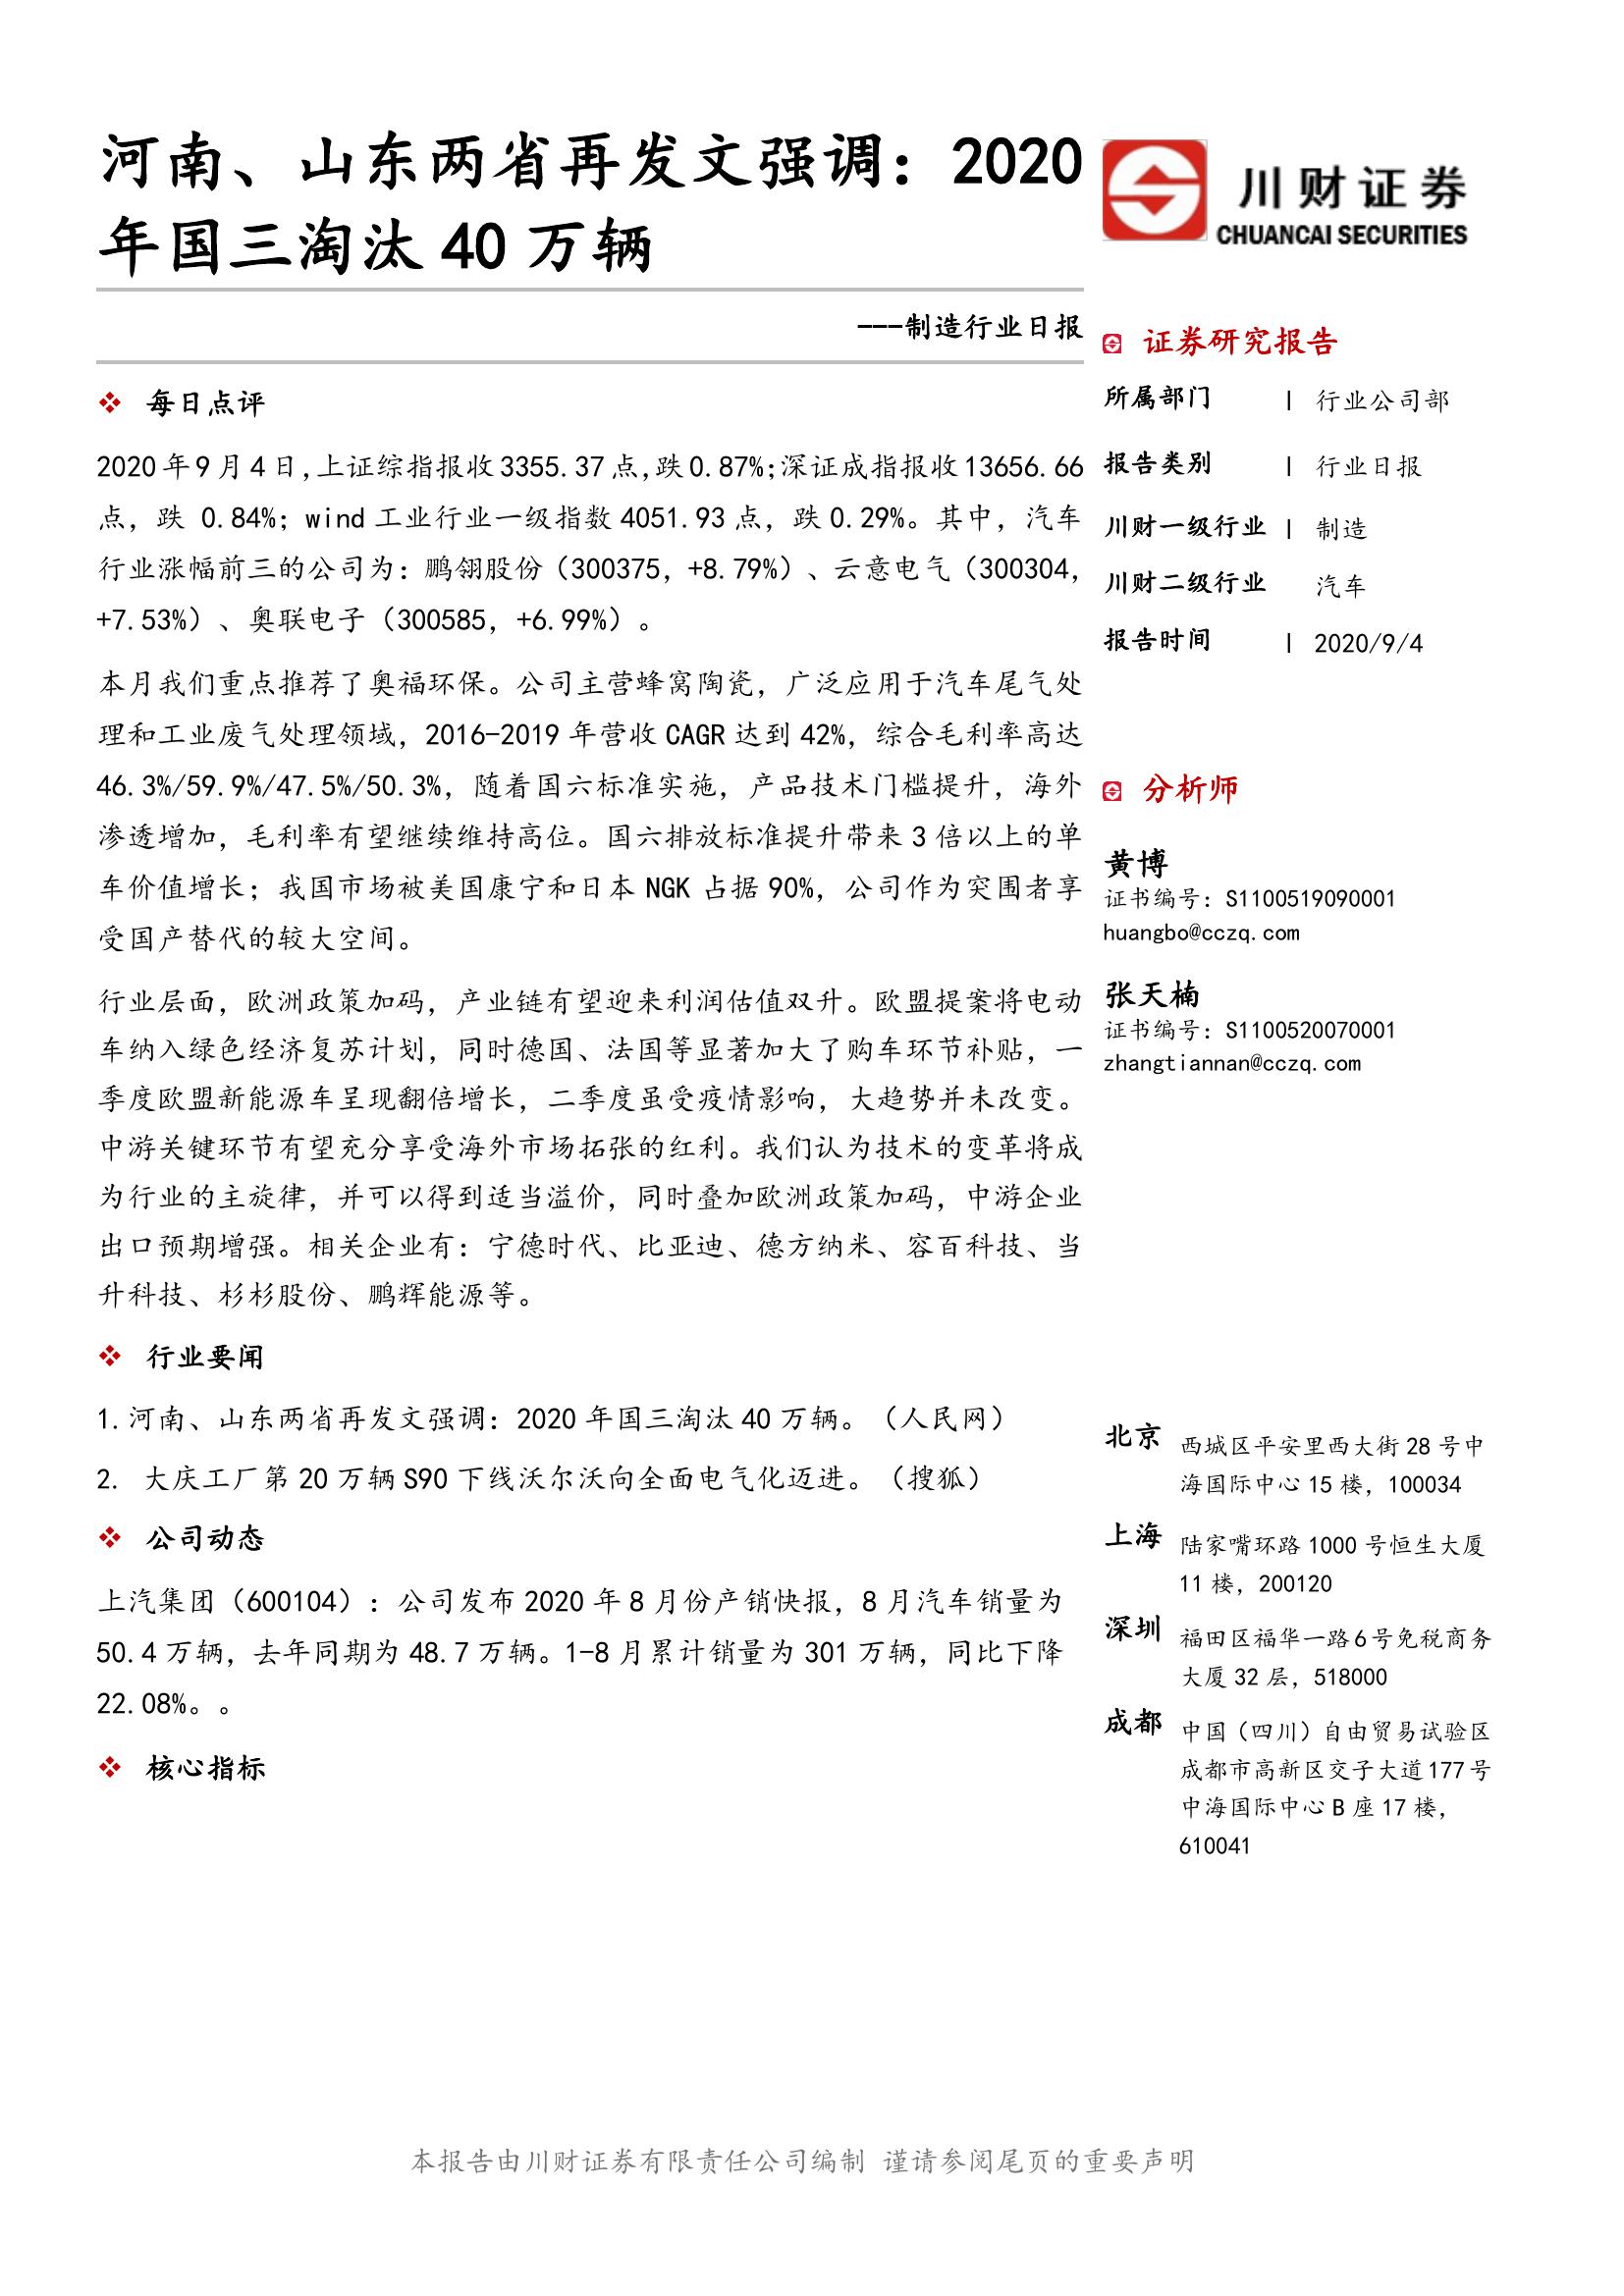 河南、山东两省再发文强调：2020
年国三淘汰 40 万辆
---制造行业日报
每日点评
2020 年 9 月 4 日,上证综指报收 3355.37 点,跌 0.87%;深证成指报收 13656.66
点，跌 0.84%；wind 工业行业一级指数 4051.93 点，跌 0.29%。其中，汽车
行业涨幅前三的公司为：鹏翎股份（300375，+8.79%）、云意电气（300304，
+7.53%）、奥联电子（300585，+6.99%）。
本月我们重点推荐了奥福环保。公司主营蜂窝陶瓷，广泛应用于汽车尾气处
理和工业废气处理领域，2016-2019 年营收 CAGR 达到 42%，综合毛利率高达
46.3%/59.9%/47.5%/50.3%，随着国六标准实施，产品技术门槛提升，海外
渗透增加，毛利率有望继续维持高位。国六排放标准提升带来 3 倍以上的单
车价值增长；我国市场被美国康宁和日本 NGK 占据 90%，公司作为突围者享
受国产替代的较大空间。
行业层面，欧洲政策加码，产业链有望迎来利润估值双升。欧盟提案将电动
车纳入绿色经济复苏计划，同时德国、法国等显著加大了购车环节补贴，一
季度欧盟新能源车呈现翻倍增长，二季度虽受疫情影响，大趋势并未改变。
中游关键环节有望充分享受海外市场拓张的红利。我们认为技术的变革将成
为行业的主旋律，并可以得到适当溢价，同时叠加欧洲政策加码，中游企业
出口预期增强。相关企业有：宁德时代、比亚迪、德方纳米、容百科技、当
升科技、杉杉股份、鹏辉能源等。
行业要闻
1. 河南、山东两省再发文强调：2020 年国三淘汰 40 万辆。（人民网）
2. 大庆工厂第 20 万辆 S90 下线沃尔沃向全面电气化迈进。（搜狐）
公司动态
上汽集团（600104）：公司发布 2020 年 8 月份产销快报，8 月汽车销量为
50.4 万辆，去年同期为 48.7 万辆。1-8 月累计销量为 301 万辆，同比下降
22.08%。。
核心指标
川财证券
CHUANCAI SECURITIES
证券研究报告
所属部门 | 行业公司部
报告类别 | 行业日报
川财一级行业 | 制造
川财二级行业 汽车
报告时间 | 2020/9/4
分析师
黄博
证书编号：S1100519090001
huangbo@cczq.com
张天楠
证书编号：S1100520070001
zhangtiannan@cczq.com
北京 西城区平安里西大街 28 号中
海国际中心 15 楼，100034
上海 陆家嘴环路 1000 号恒生大厦
11 楼，200120
深圳 福田区福华一路 6 号免税商务
大厦 32 层，518000
成都 中国（四川）自由贸易试验区
成都市高新区交子大道 177 号
中海国际中心 B 座 17 楼，
610041
本报告由川财证券有限责任公司编制 谨请参阅尾页的重要声明